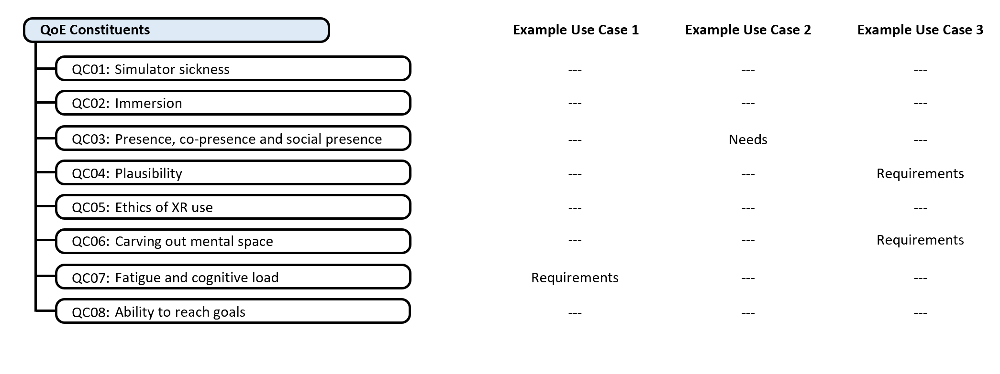 QoE Constituents Example Use Case 1 Example Use Case 2 Example Use Case 3
QC01: Simulator sickness --- --- ---
QC02: Immersion --- --- ---
QC03: Presence, co-presence and social presence --- Needs ---
QC04: Plausibility --- --- Requirements
QC05: Ethics of XR use --- --- ---
QC06: Carving out mental space --- --- Requirements
QC07: Fatigue and cognitive load Requirements --- ---
QC08: Ability to reach goals --- --- ---